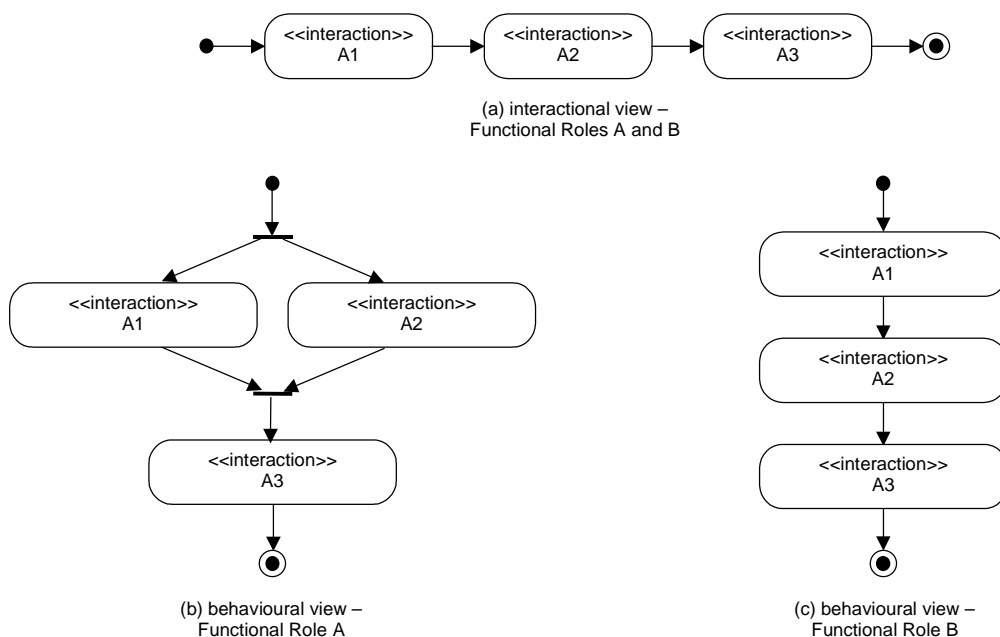 <<interaction>>
A1
<<interaction>>
A2
<<interaction>>
A3
(a) interactional view –
Functional Roles A and B
<<interaction>>
A1
<<interaction>>
A2
<<interaction>>
A3
(b) behavioural view –
Functional Role A
<<interaction>>
A1
<<interaction>>
A2
<<interaction>>
A3
(c) behavioural view –
Functional Role B